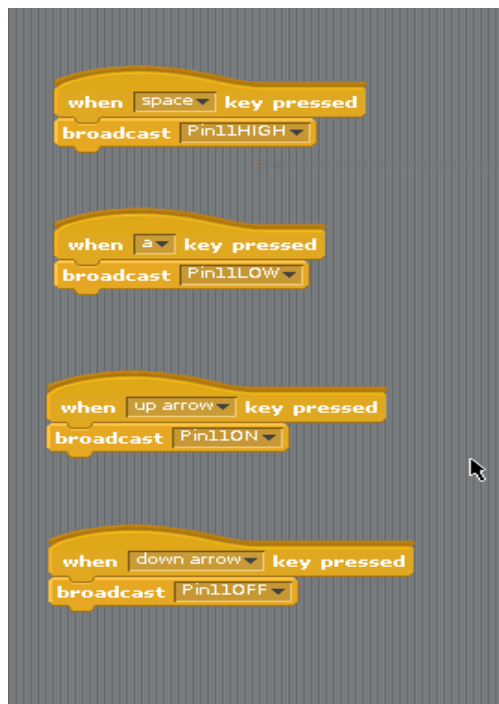 when space key pressed
broadcast Pin11HIGH
when a key pressed
broadcast Pin11LOW
when up arrow key pressed
broadcast Pin11ON
when down arrow key pressed
broadcast Pin11OFF